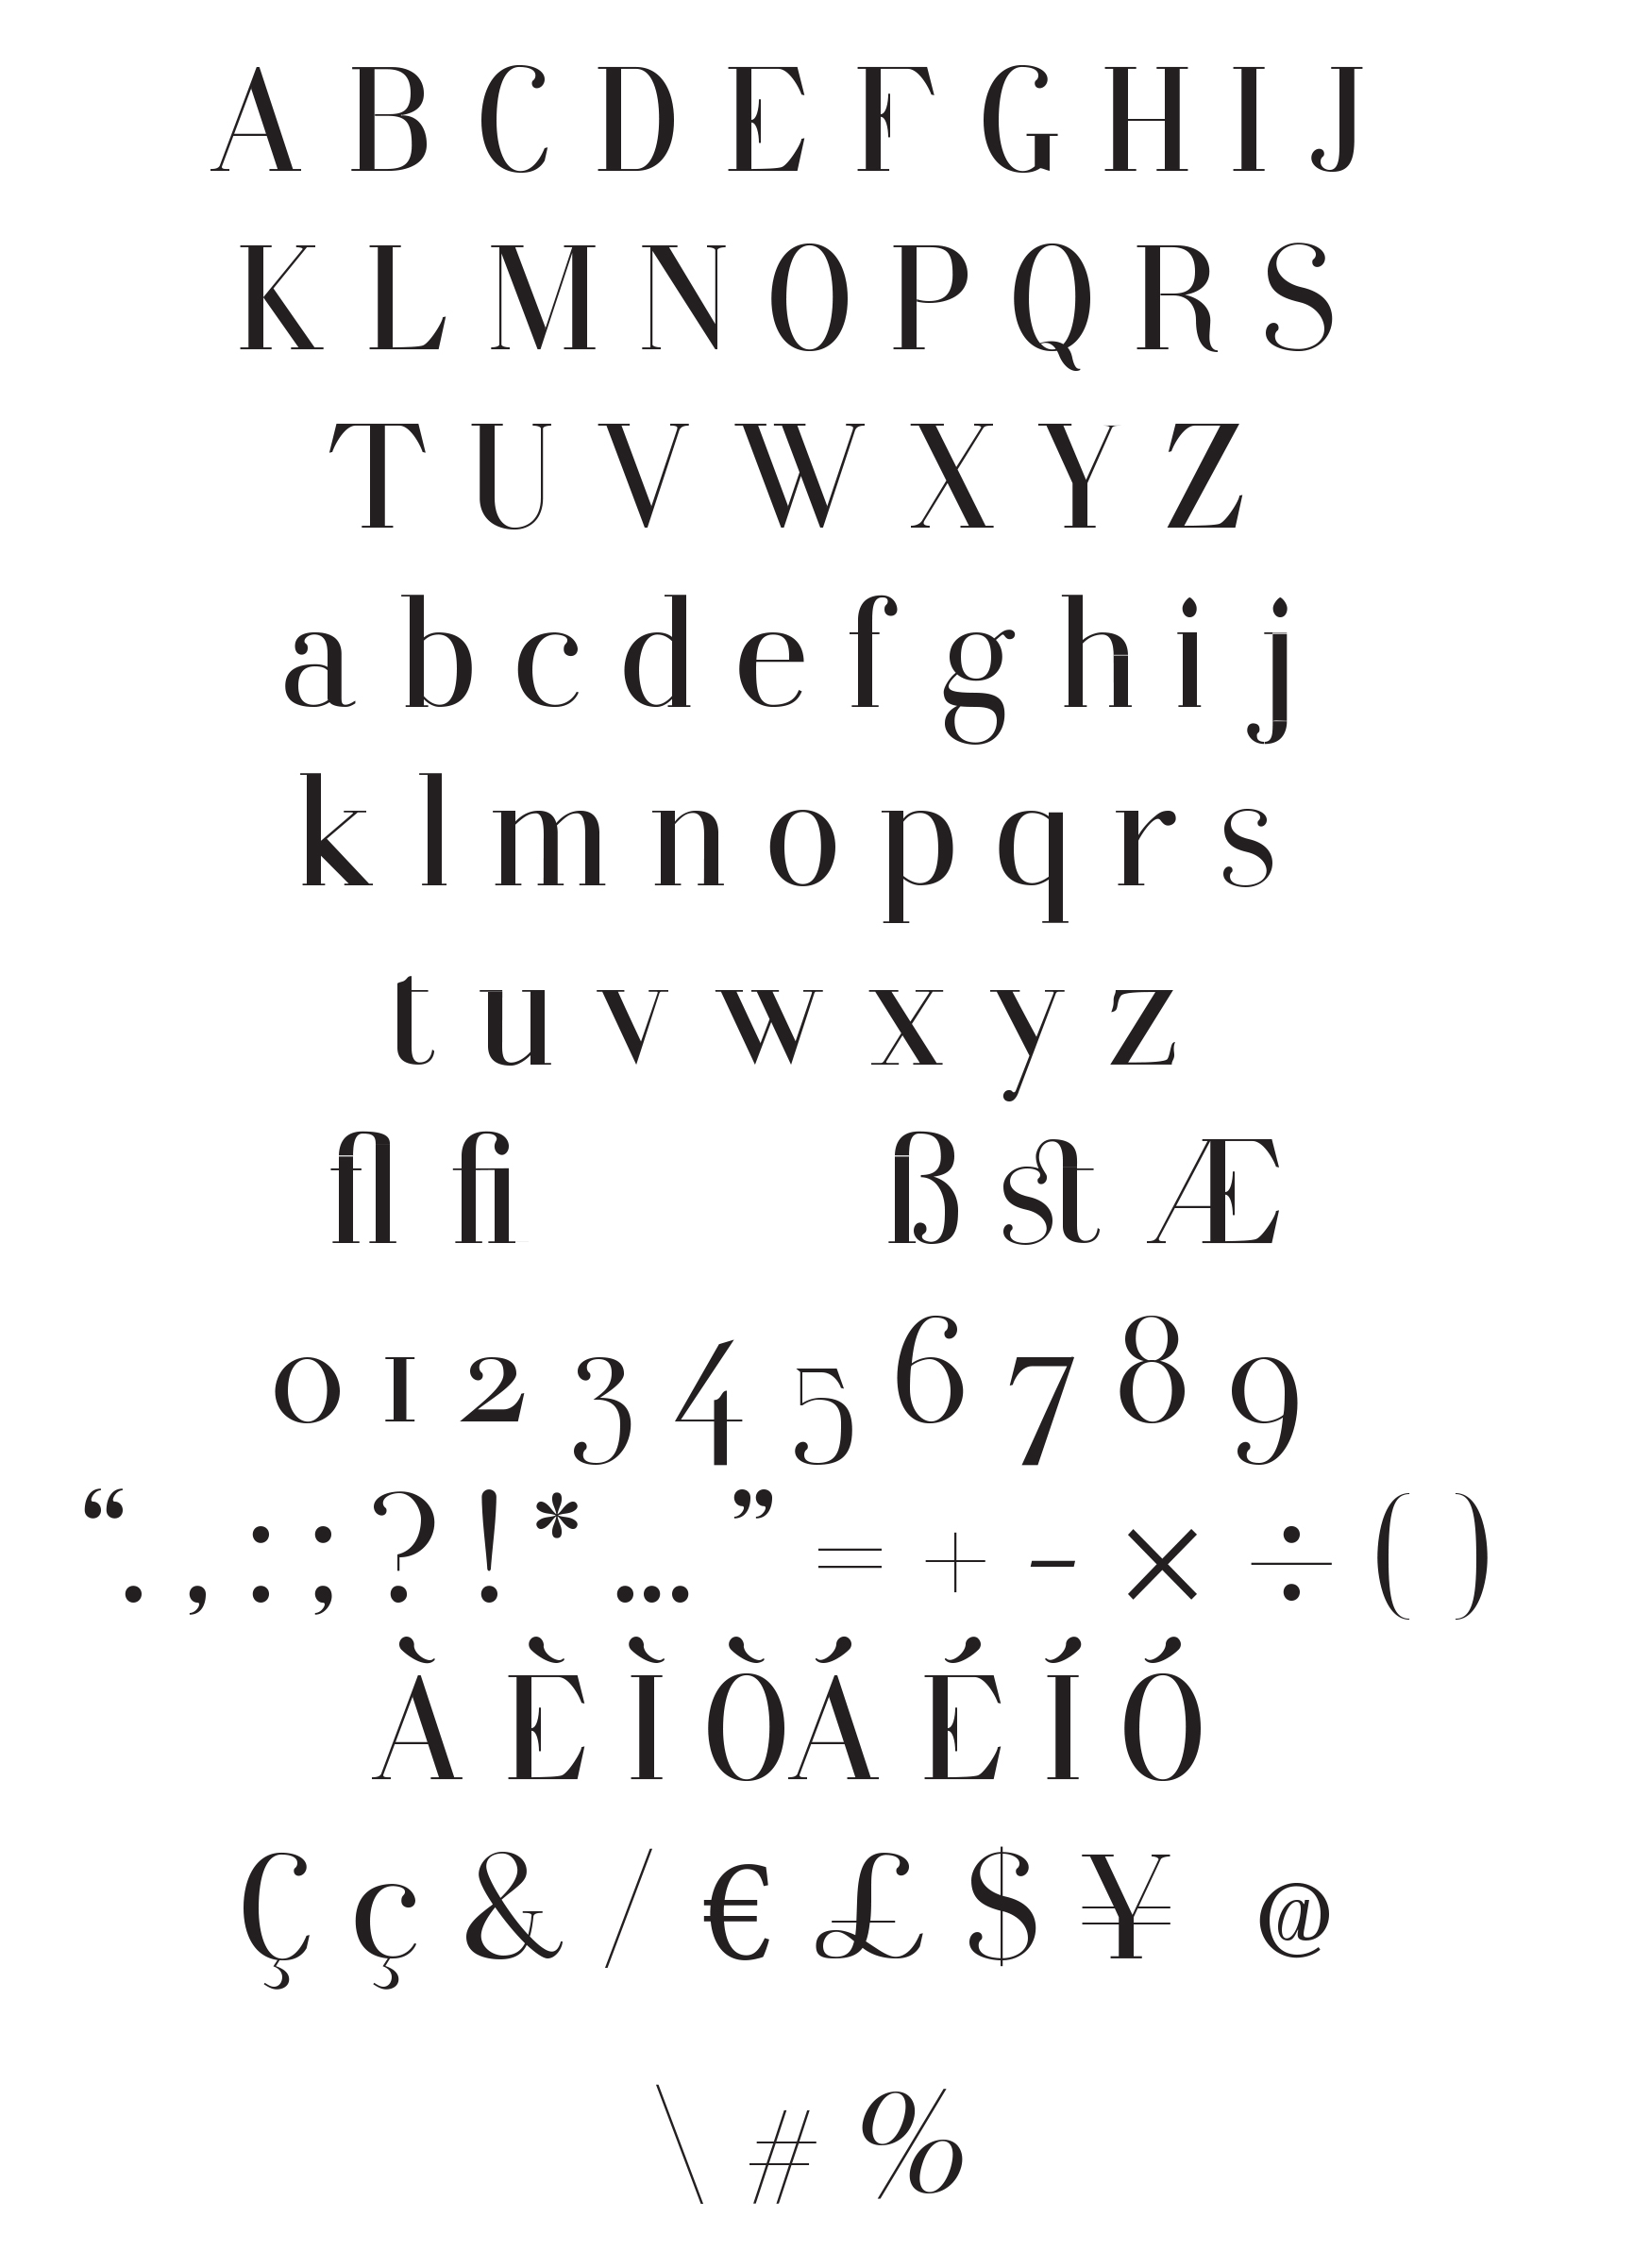 A B C D E F G H I J
K L M N O P Q R S
T U V W X Y Z
a b c d e f g h i j
k l m n o p q r s
t u v w x y z
fl fi ß st Æ
0 1 2 3 4 5 6 7 8 9
“ . , : ; ? ! * … ” = + - × ÷ ( )
À È Ì Ò Á É Í Ó
Ç ç & / € £ $ ¥ @
\ # %